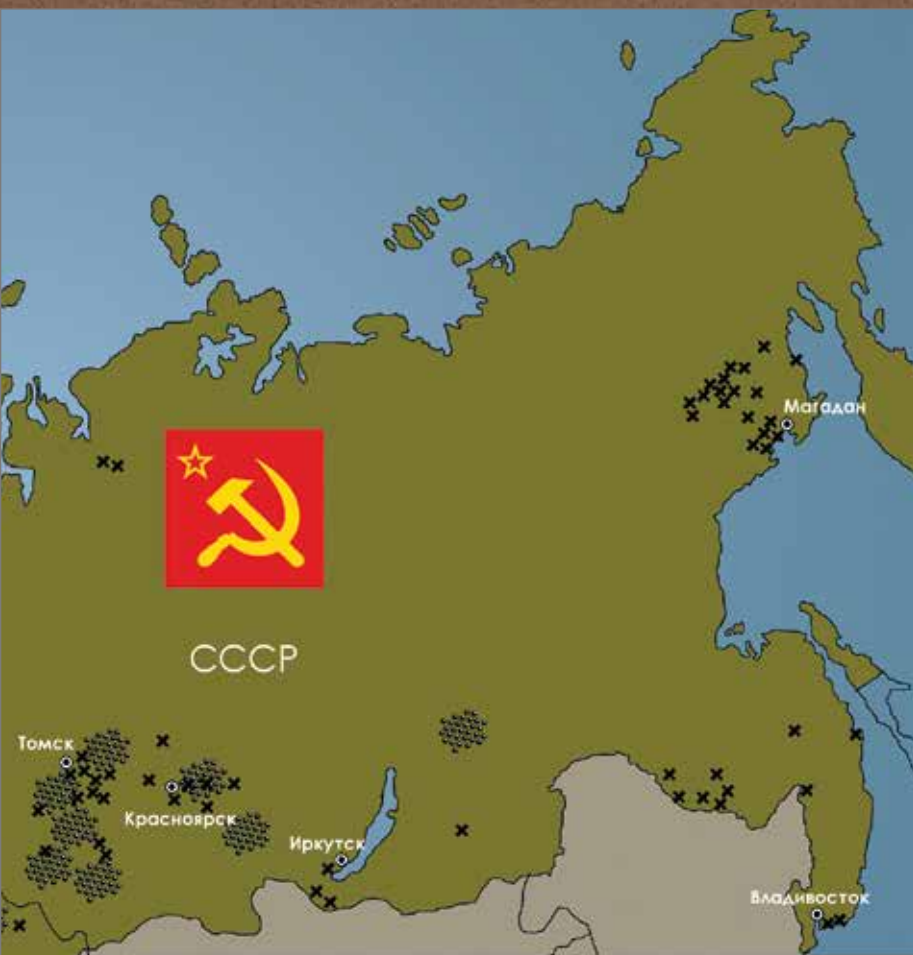 Магадан
СССР
Томск
Красноярск
Иркутск
Владивосток